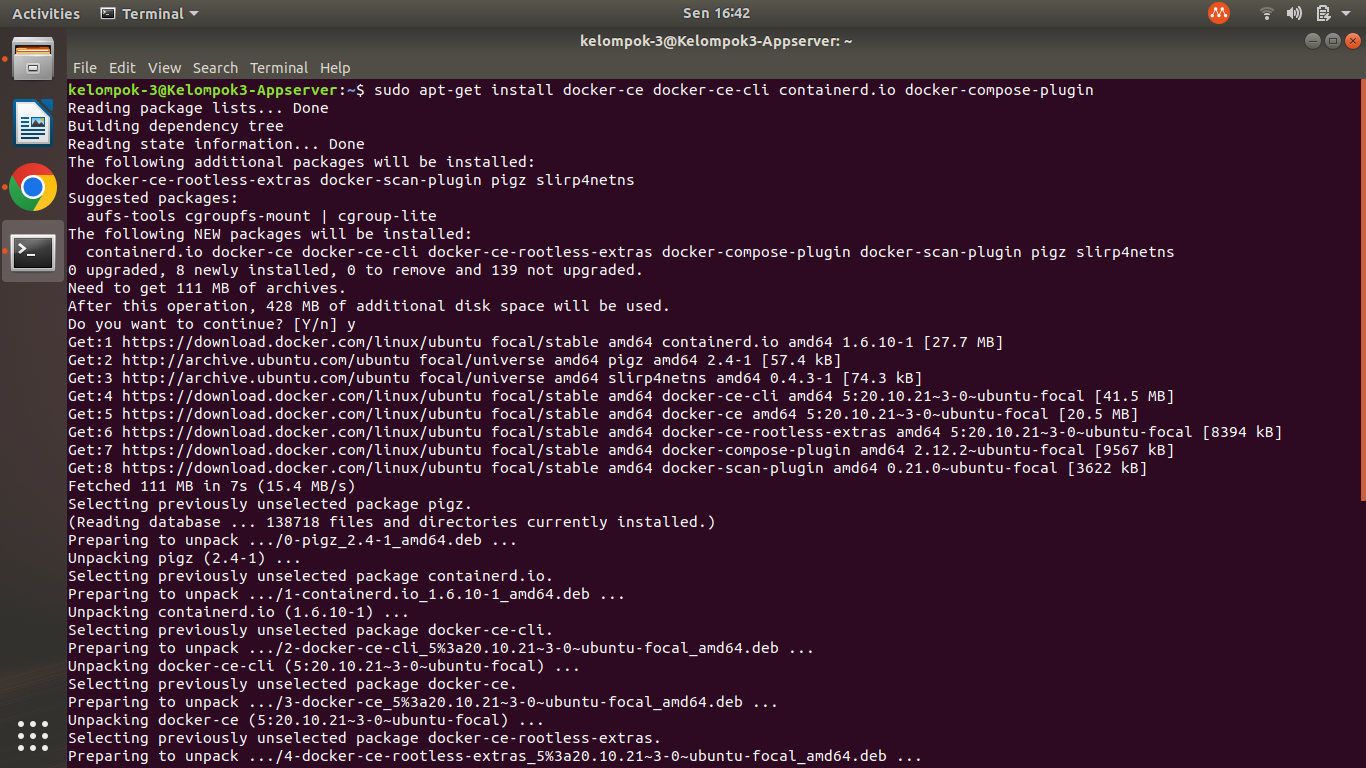 Activities Terminal Sen 16:42
kelompok-3@Kelompok3-Appserver: ~
File Edit View Search Terminal Help
kelompok-3@Kelompok3-Appserver:~$ sudo apt-get install docker-ce docker-ce-cli containerd.io docker-compose-plugin
Reading package lists... Done
Building dependency tree
Reading state information... Done
The following additional packages will be installed:
  docker-ce-rootless-extras docker-scan-plugin pigz slirp4netns
Suggested packages:
  aufs-tools cgroupfs-mount | cgroup-lite
The following NEW packages will be installed:
  containerd.io docker-ce docker-ce-cli docker-ce-rootless-extras docker-compose-plugin docker-scan-plugin pigz slirp4netns
0 upgraded, 8 newly installed, 0 to remove and 139 not upgraded.
Need to get 111 MB of archives.
After this operation, 428 MB of additional disk space will be used.
Do you want to continue? [Y/n] y
Get:1 https://download.docker.com/linux/ubuntu focal/stable amd64 containerd.io amd64 1.6.10-1 [27.7 MB]
Get:2 http://archive.ubuntu.com/ubuntu focal/universe amd64 pigz amd64 2.4-1 [57.4 kB]
Get:3 http://archive.ubuntu.com/ubuntu focal/universe amd64 slirp4netns amd64 0.4.3-1 [74.3 kB]
Get:4 https://download.docker.com/linux/ubuntu focal/stable amd64 docker-ce-cli amd64 5:20.10.21~3-0~ubuntu-focal [41.5 MB]
Get:5 https://download.docker.com/linux/ubuntu focal/stable amd64 docker-ce amd64 5:20.10.21~3-0~ubuntu-focal [20.5 MB]
Get:6 https://download.docker.com/linux/ubuntu focal/stable amd64 docker-ce-rootless-extras amd64 5:20.10.21~3-0~ubuntu-focal [8394 kB]
Get:7 https://download.docker.com/linux/ubuntu focal/stable amd64 docker-compose-plugin amd64 2.12.2~ubuntu-focal [9567 kB]
Get:8 https://download.docker.com/linux/ubuntu focal/stable amd64 docker-scan-plugin amd64 0.21.0~ubuntu-focal [3622 kB]
Fetched 111 MB in 7s (15.4 MB/s)
Selecting previously unselected package pigz.
(Reading database ... 138718 files and directories currently installed.)
Preparing to unpack .../0-pigz_2.4-1_amd64.deb ...
Unpacking pigz (2.4-1) ...
Selecting previously unselected package containerd.io.
Preparing to unpack .../1-containerd.io_1.6.10-1_amd64.deb ...
Unpacking containerd.io (1.6.10-1) ...
Selecting previously unselected package docker-ce-cli.
Preparing to unpack .../2-docker-ce-cli_5%3a20.10.21~3-0~ubuntu-focal_amd64.deb ...
Unpacking docker-ce-cli (5:20.10.21~3-0~ubuntu-focal) ...
Selecting previously unselected package docker-ce.
Preparing to unpack .../3-docker-ce_5%3a20.10.21~3-0~ubuntu-focal_amd64.deb ...
Unpacking docker-ce (5:20.10.21~3-0~ubuntu-focal) ...
Selecting previously unselected package docker-ce-rootless-extras.
Preparing to unpack .../4-docker-ce-rootless-extras_5%3a20.10.21~3-0~ubuntu-focal_amd64.deb ...